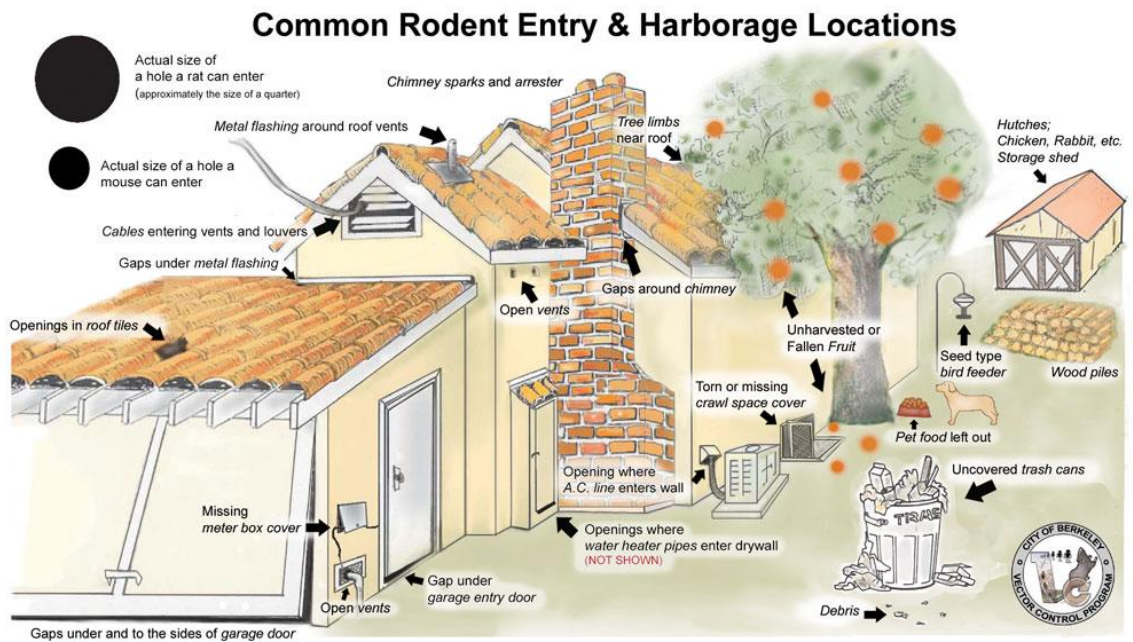 Common Rodent Entry & Harborage Locations
Actual size of
a hole a rat can enter
(approximately the size of a quarter)
Actual size of a hole a
mouse can enter
Chimney sparks and arrester
Metal flashing around roof vents
Tree limbs
near roof
Hutches;
Chicken, Rabbit, etc.
Storage shed
Cables entering vents and louvers
Gaps under metal flashing
Openings in roof tiles
Open vents
Gaps around chimney
Unharvested or
Fallen Fruit
Seed type
bird feeder
Wood piles
Torn or missing
crawl space cover
Pet food left out
Opening where
A.C. line enters wall
Uncovered trash cans
TRAS
Missing
meter box cover
Openings where
water heater pipes enter drywall
(NOT SHOWN)
Open vents
Gap under
garage entry door
Debris
CITY OF BERKELEY
VECTOR CONTROL PROGRAM
Gaps under and to the sides of garage door